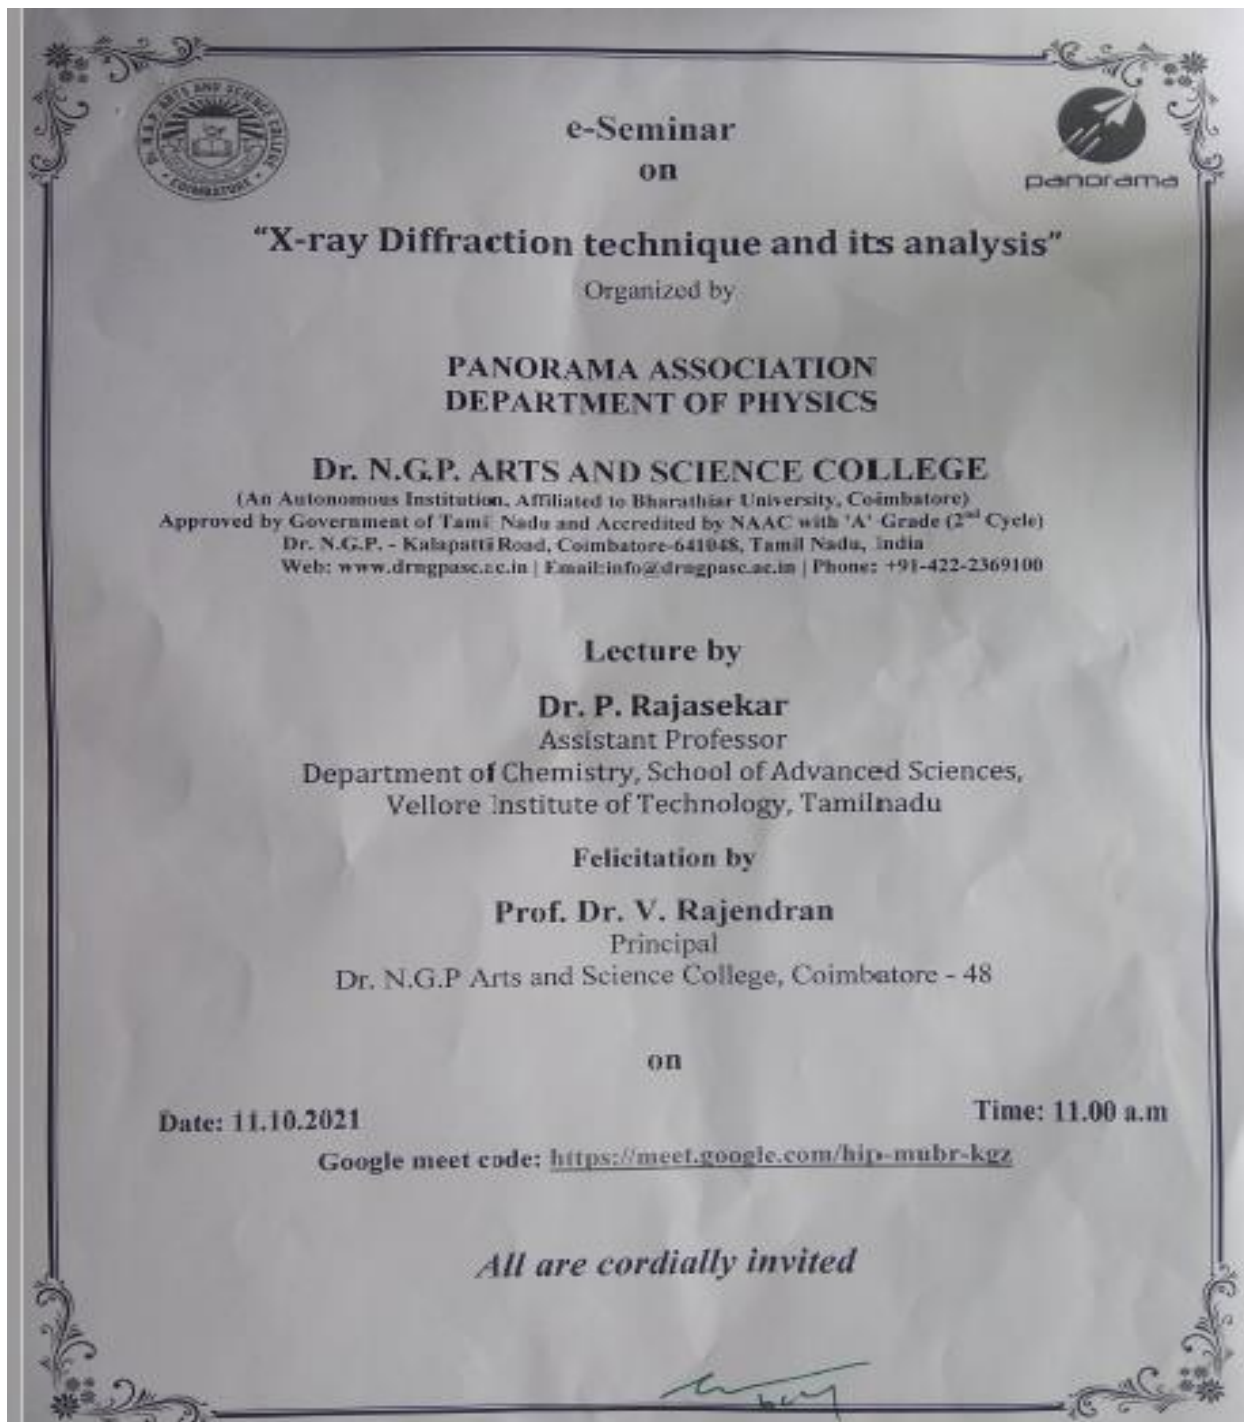 Dr. N.G.P. ARTS AND SCIENCE COLLEGE
COIMBATORE
panorama
e-Seminar
on
“X-ray Diffraction technique and its analysis”
Organized by
PANORAMA ASSOCIATION
DEPARTMENT OF PHYSICS
Dr. N.G.P. ARTS AND SCIENCE COLLEGE
(An Autonomous Institution, Affiliated to Bharathiar University, Coimbatore)
Approved by Government of Tamil Nadu and Accredited by NAAC with 'A' Grade (2nd Cycle)
Dr. N.G.P. - Kalapatti Road, Coimbatore-641048, Tamil Nadu, India
Web: www.drngpasc.ac.in | Email:info@drngpasc.ac.in | Phone: +91-422-2369100
Lecture by
Dr. P. Rajasekar
Assistant Professor
Department of Chemistry, School of Advanced Sciences,
Vellore Institute of Technology, Tamilnadu
Felicitation by
Prof. Dr. V. Rajendran
Principal
Dr. N.G.P Arts and Science College, Coimbatore - 48
on
Date: 11.10.2021 Time: 11.00 a.m
Google meet code: https://meet.google.com/hip-mubr-kgz
All are cordially invited